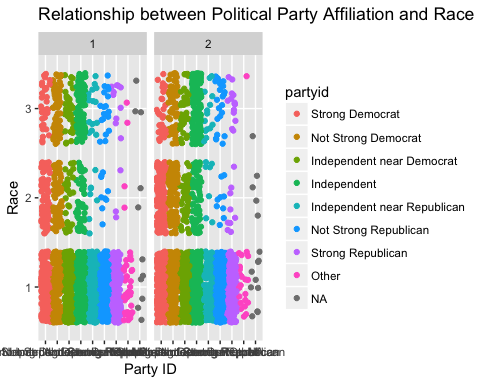 Relationship between Political Party Affiliation and Race
1 2
3
2
1
Race
Party ID
partyid
Strong Democrat
Not Strong Democrat
Independent near Democrat
Independent
Independent near Republican
Not Strong Republican
Strong Republican
Other
NA